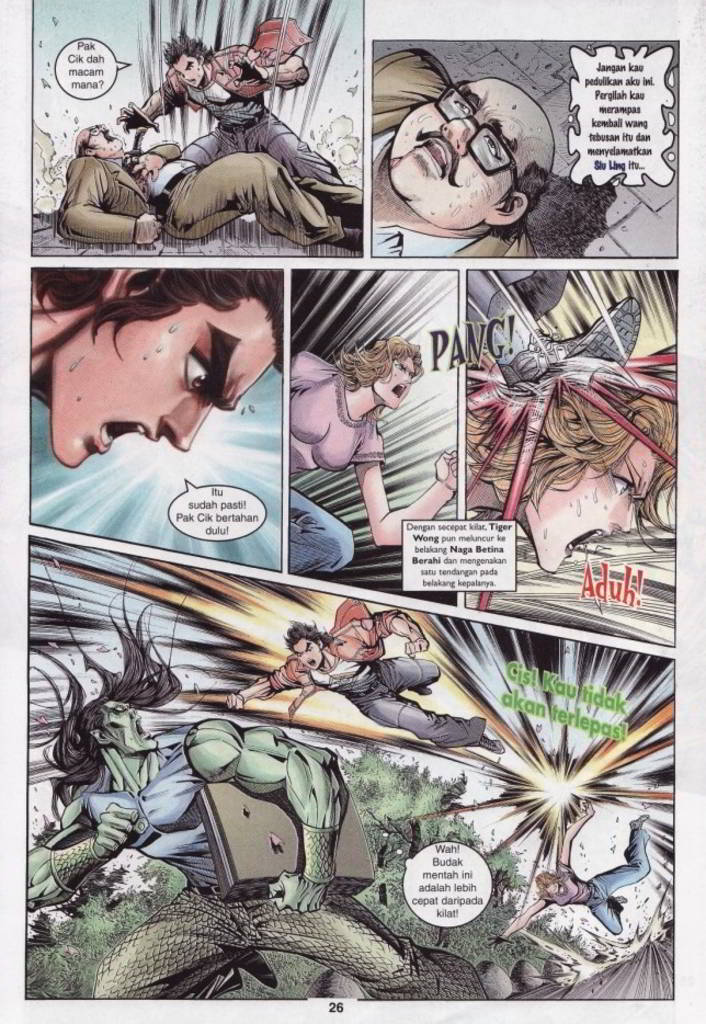 Pak
Cik dah
macam
mana?
Jangan kau
pedulikan aku ini.
Pergilah kau
merampas
kembali wang
tebusan itu dan
menyelamatkan
Siu Ling itu...
Itu
sudah pasti!
Pak Cik bertahan
dulu!
PANG!
Dengan secepat kilat, Tiger
Wong pun meluncur ke
belakang Naga Betina
Berahi dan mengenakan
satu tendangan pada
belakang kepalanya.
Aduh!
Cis! Kau tidak
akan terlepas!
Wah!
Budak
mentah ini
adalah lebih
cepat daripada
kilat!
26